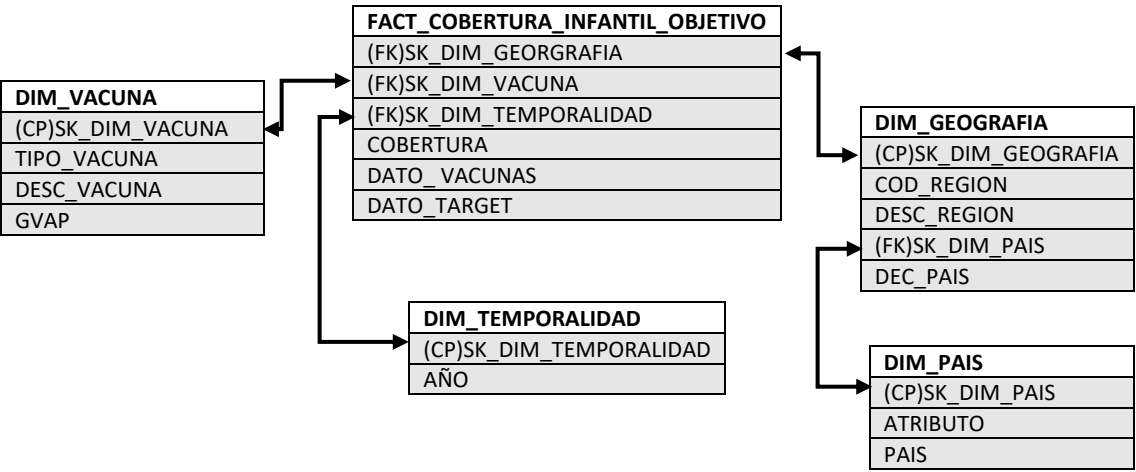 FACT_COBERTURA_INFANTIL_OBJETIVO
(FK)SK_DIM_GEORGRAFIA
(FK)SK_DIM_VACUNA
(FK)SK_DIM_TEMPORALIDAD
COBERTURA
DATO_ VACUNAS
DATO_TARGET
DIM_VACUNA
(CP)SK_DIM_VACUNA
TIPO_VACUNA
DESC_VACUNA
GVAP
DIM_GEOGRAFIA
(CP)SK_DIM_GEOGRAFIA
COD_REGION
DESC_REGION
(FK)SK_DIM_PAIS
DEC_PAIS
DIM_TEMPORALIDAD
(CP)SK_DIM_TEMPORALIDAD
AÑO
DIM_PAIS
(CP)SK_DIM_PAIS
ATRIBUTO
PAIS